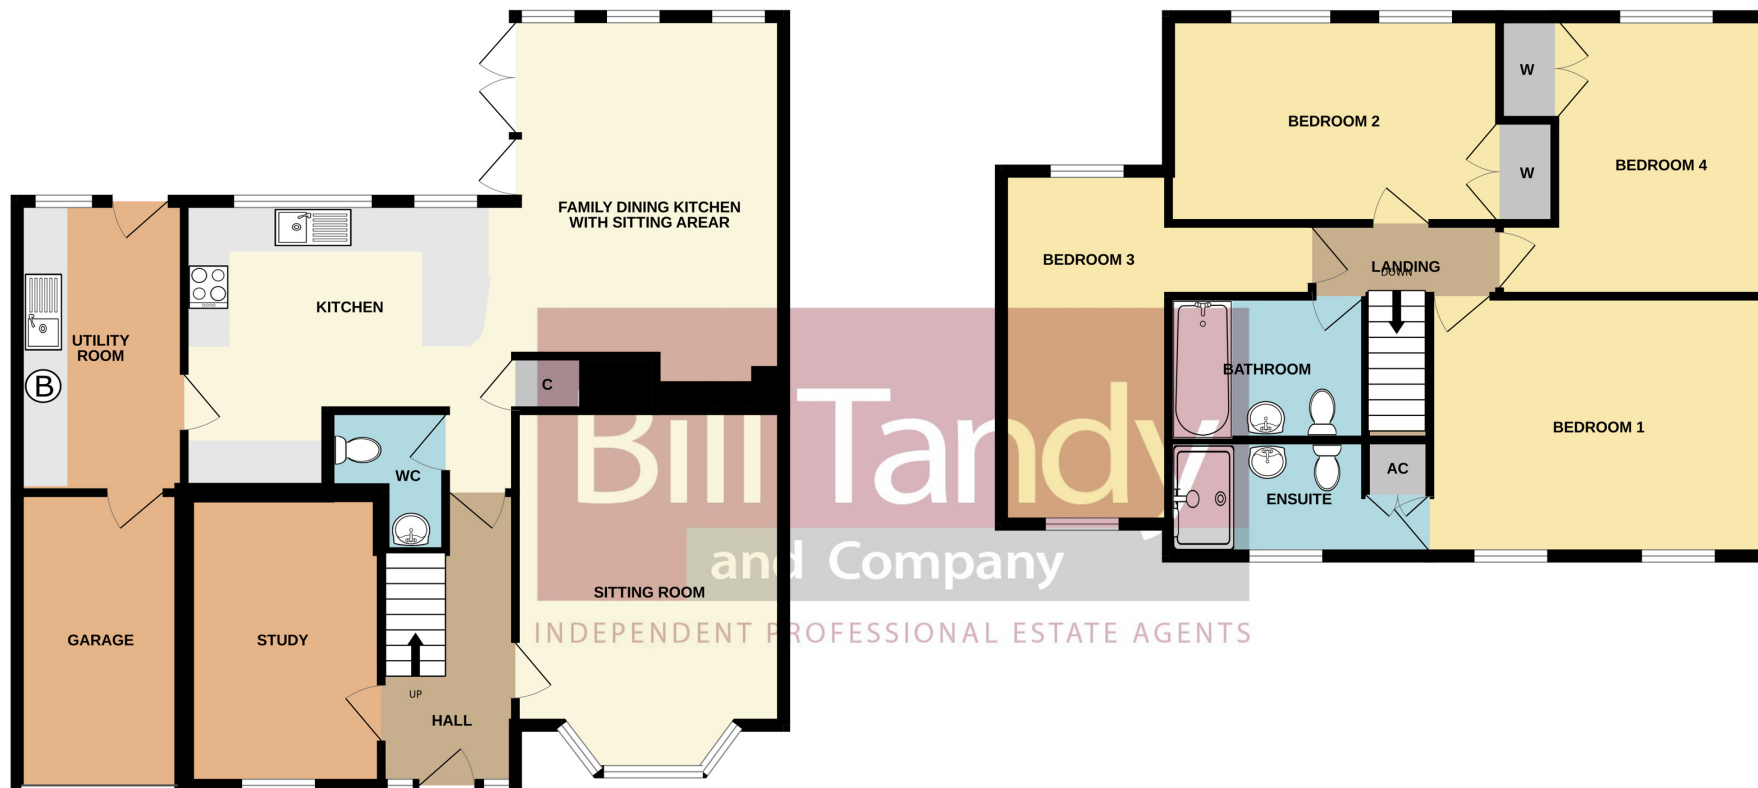 FAMILY DINING KITCHEN
WITH SITTING AREAR
KITCHEN
UTILITY
ROOM
B
C
WC
GARAGE
STUDY
UP
HALL
SITTING ROOM
BEDROOM 2
W
W
BEDROOM 4
BEDROOM 3
LANDING
DOWN
BATHROOM
BEDROOM 1
AC
ENSUITE
Bill Tandy
and Company
INDEPENDENT PROFESSIONAL ESTATE AGENTS